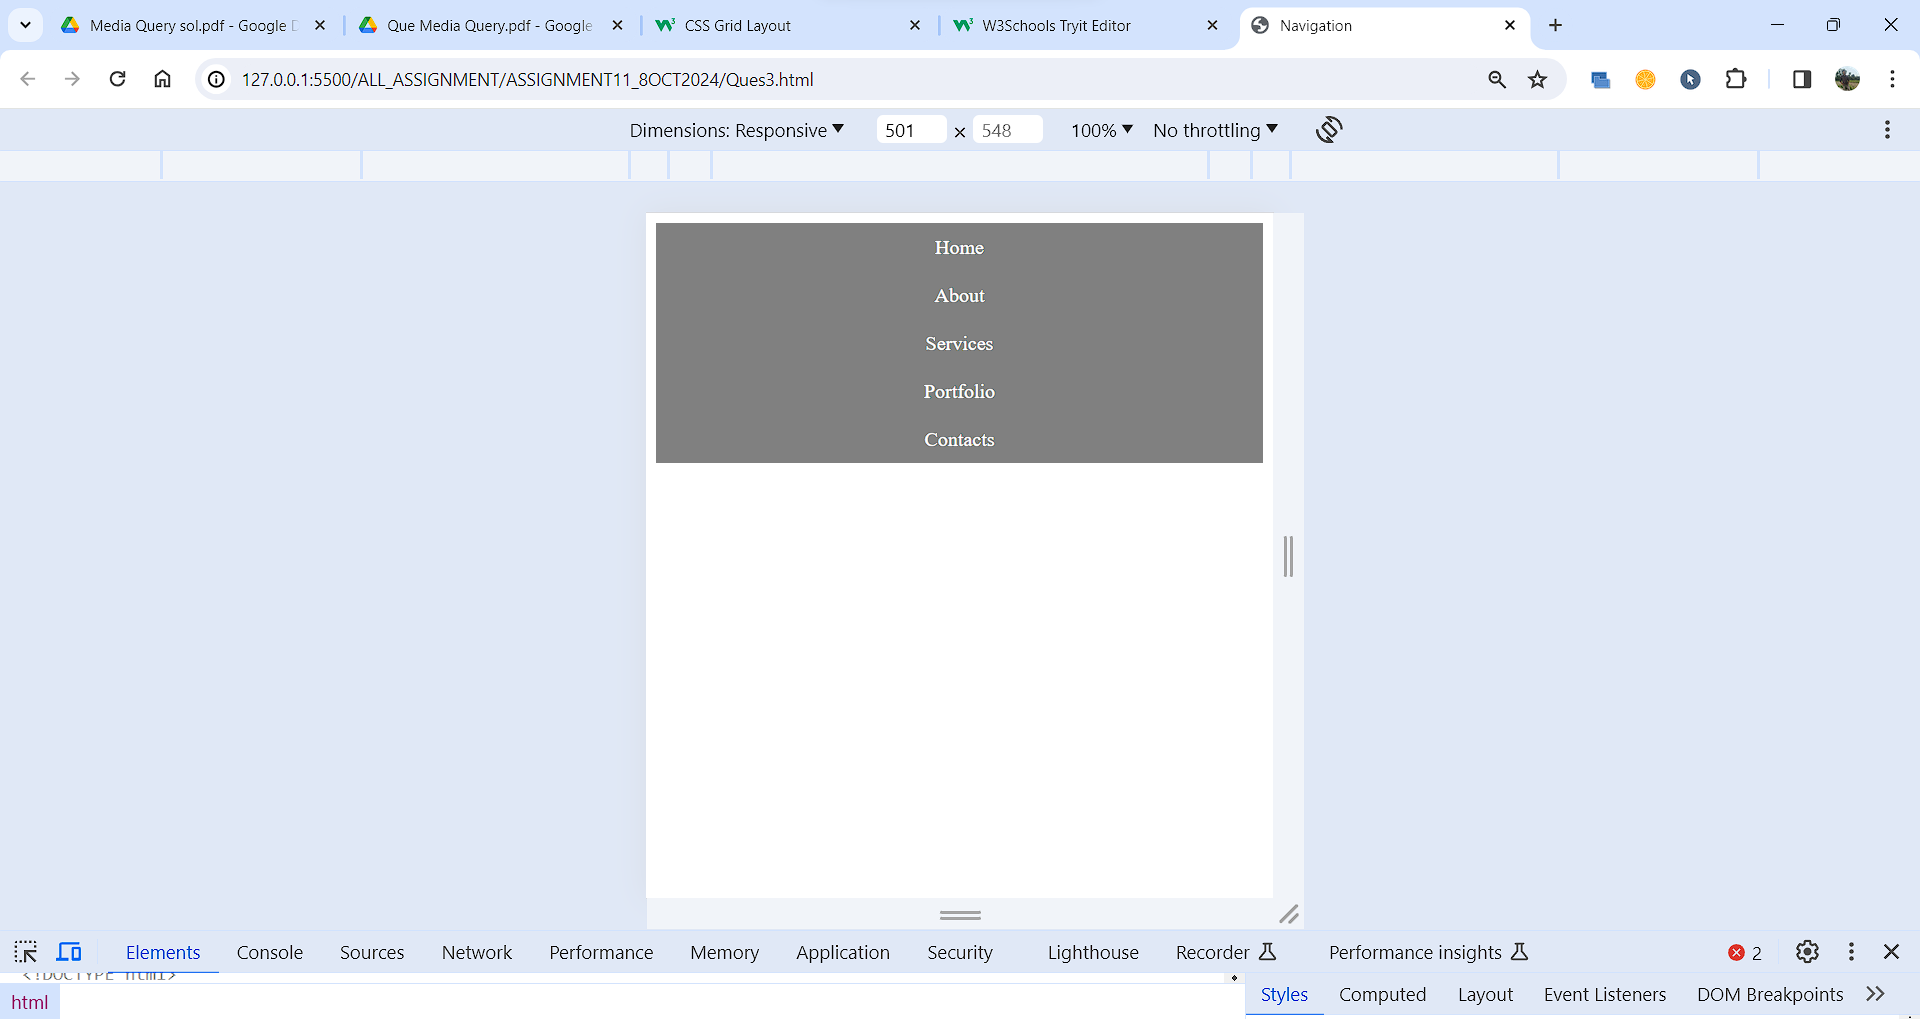 Media Query sol.pdf - Google D Que Media Query.pdf - Google CSS Grid Layout W3Schools Tryit Editor Navigation
127.0.0.1:5500/ALL_ASSIGNMENT/ASSIGNMENT11_8OCT2024/Ques3.html
Dimensions: Responsive 501 × 548 100% No throttling
Home
About
Services
Portfolio
Contacts
Elements Console Sources Network Performance Memory Application Security Lighthouse Recorder Performance insights 2
<!DOCTYPE html>
html Styles Computed Layout Event Listeners DOM Breakpoints